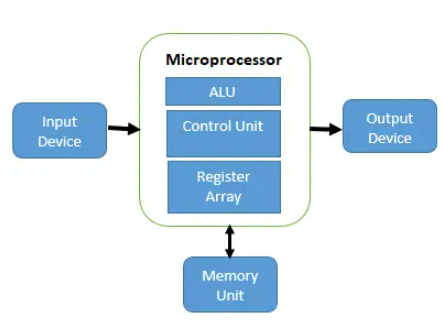 Microprocessor
ALU
Control Unit
Register
Array
Input
Device
Output
Device
Memory
Unit